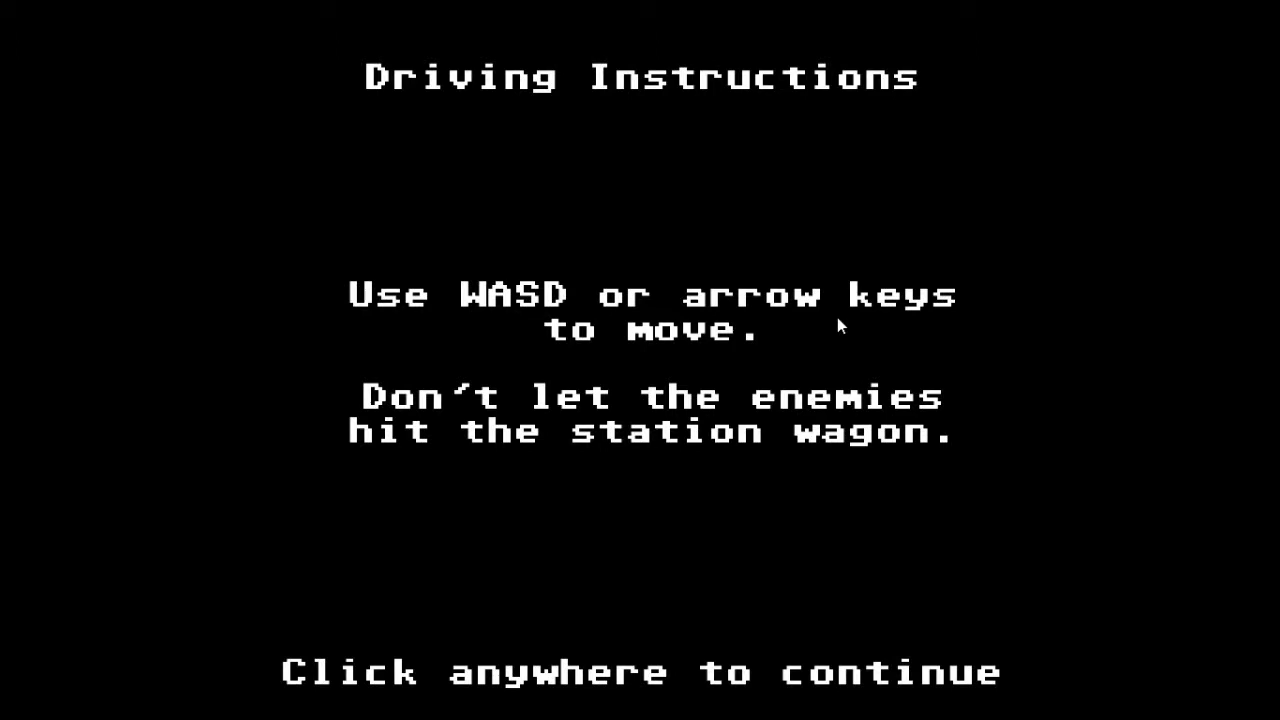 Driving Instructions
Use WASD or arrow keys
to move.
Don't let the enemies
hit the station wagon.
Click anywhere to continue